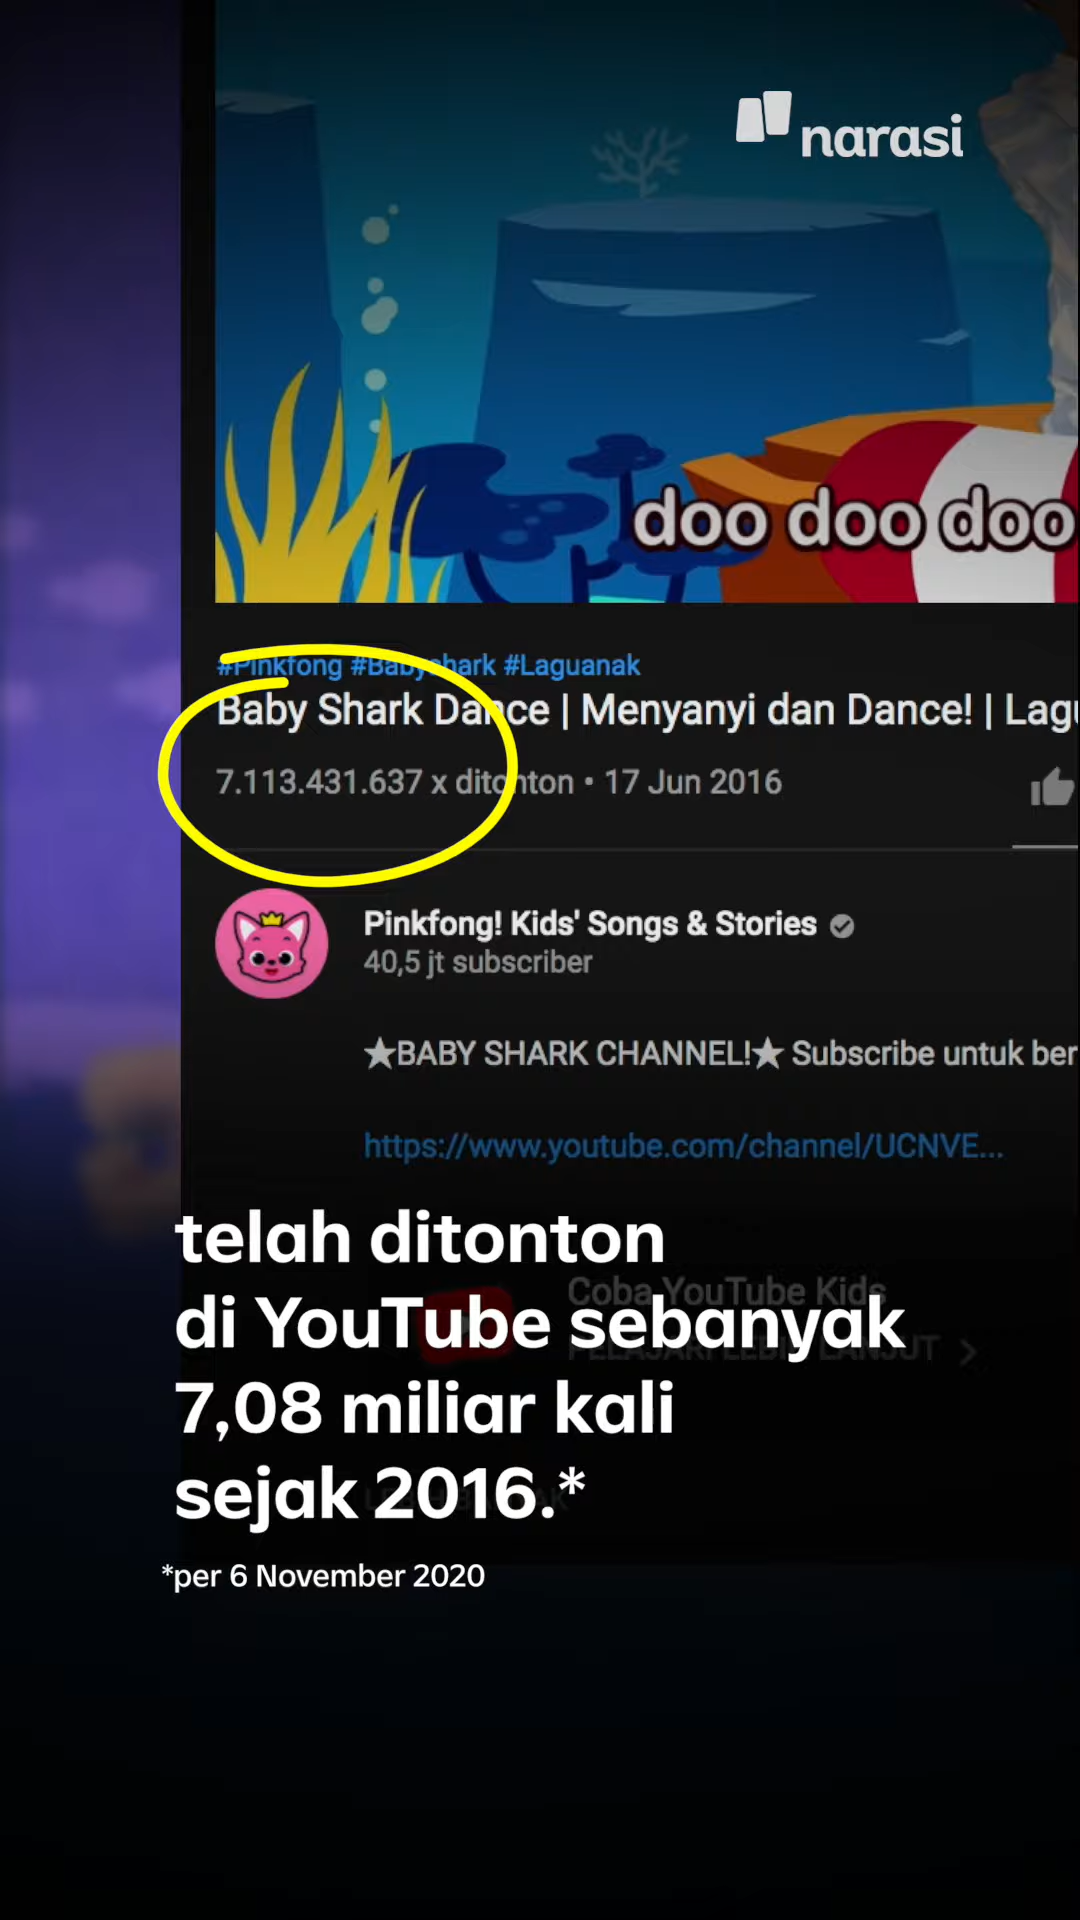 narasi
doo doo doo
#Pinkfong #Babyshark #Laguanak
Baby Shark Dance | Menyanyi dan Dance! | Lagu
7.113.431.637 x ditonton • 17 Jun 2016
Pinkfong! Kids' Songs & Stories
40,5 jt subscriber
★BABY SHARK CHANNEL!★ Subscribe untuk ber
https://www.youtube.com/channel/UCNVE...
Coba YouTube Kids
PELAJARI LEBIH LANJUT
telah ditonton
di YouTube sebanyak
7,08 miliar kali
sejak 2016.*
*per 6 November 2020